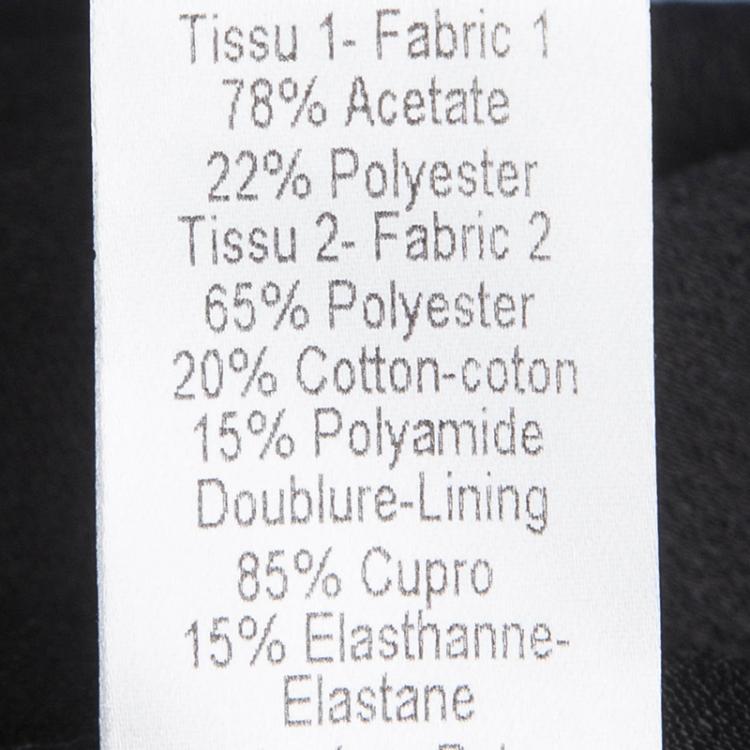 Tissu 1- Fabric 1
78% Acetate
22% Polyester
Tissu 2- Fabric 2
65% Polyester
20% Cotton-coton
15% Polyamide
Doublure-Lining
85% Cupro
15% Elasthanne-
Elastane